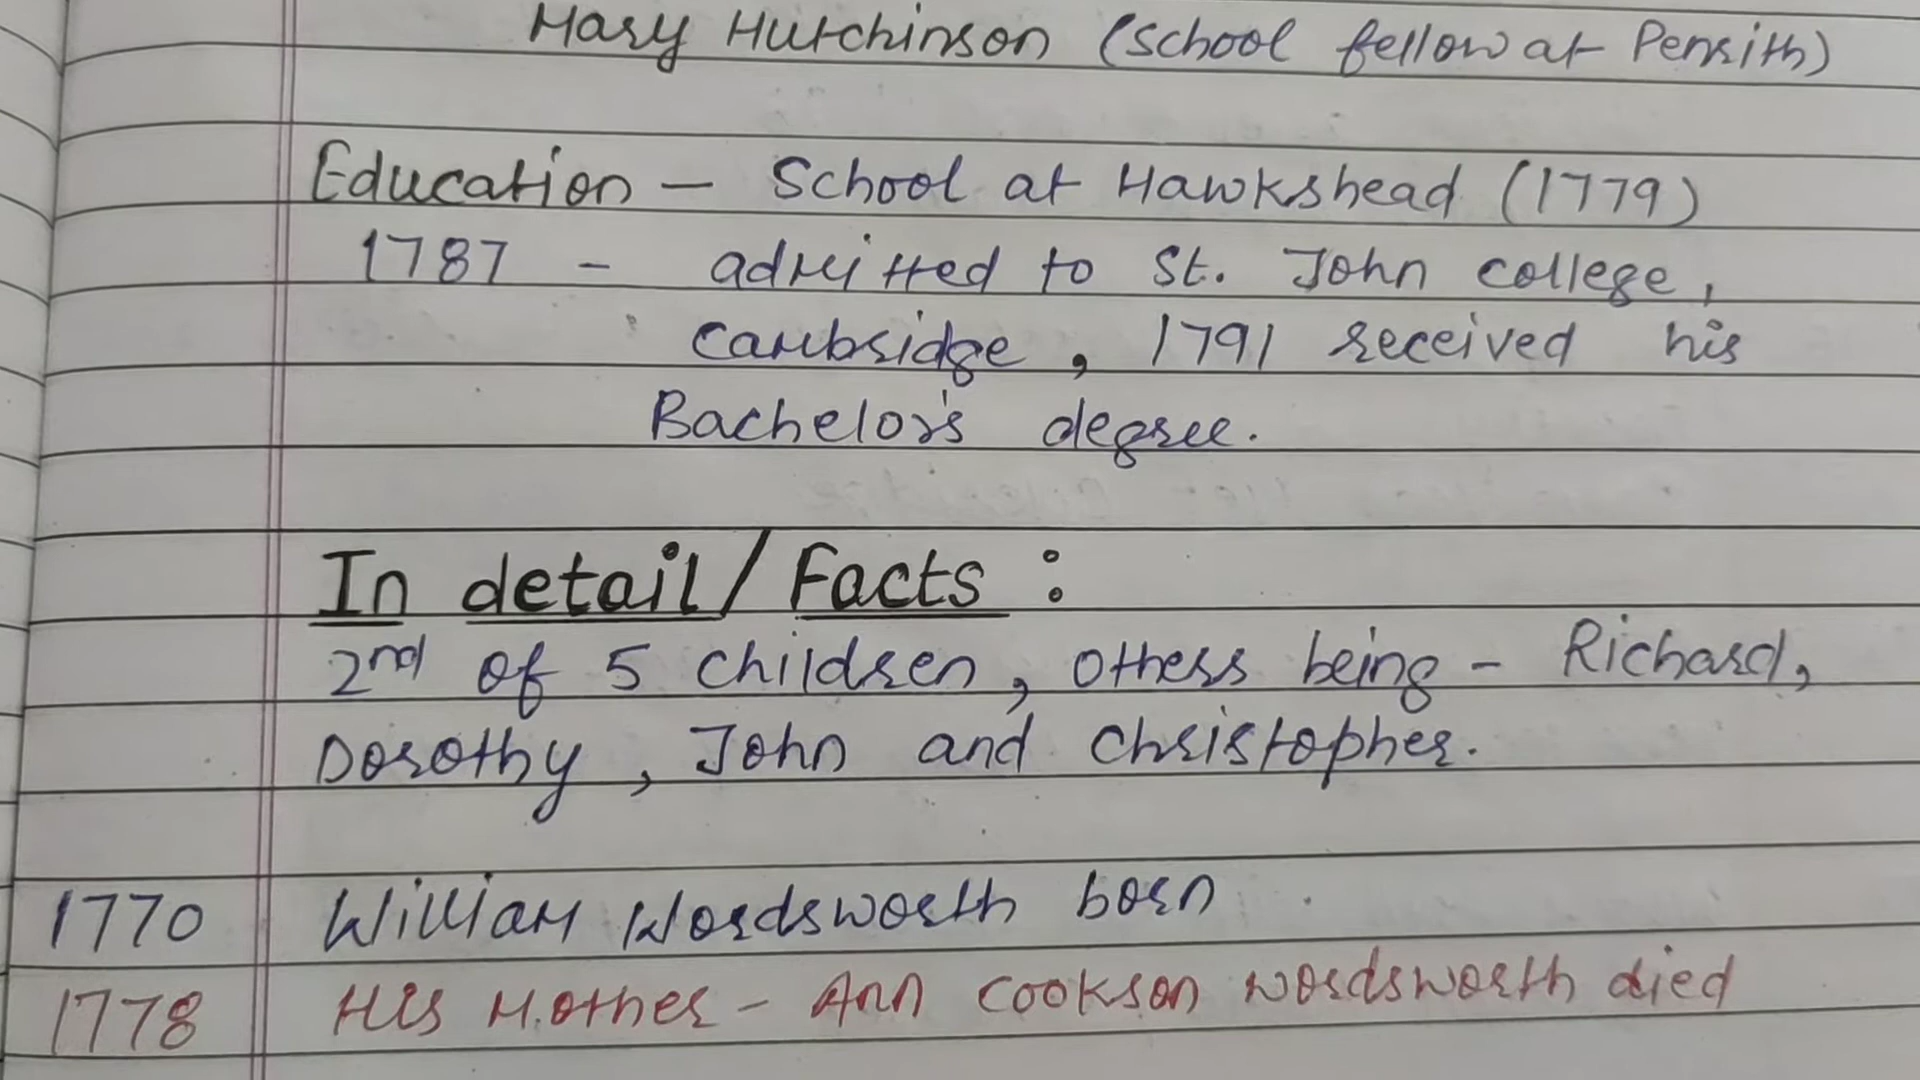 Mary Hutchinson (School fellow at Penrith)
Education — School at Hawkshead (1779)
1787 - admitted to St. John college,
Cambridge, 1791 received his
Bachelor's degree.
In detail/Facts :
2nd of 5 children, others being - Richard,
Dorothy, John and Christopher.
1770 William Wordsworth born
1778 His Mother - Ann Cookson Wordsworth died